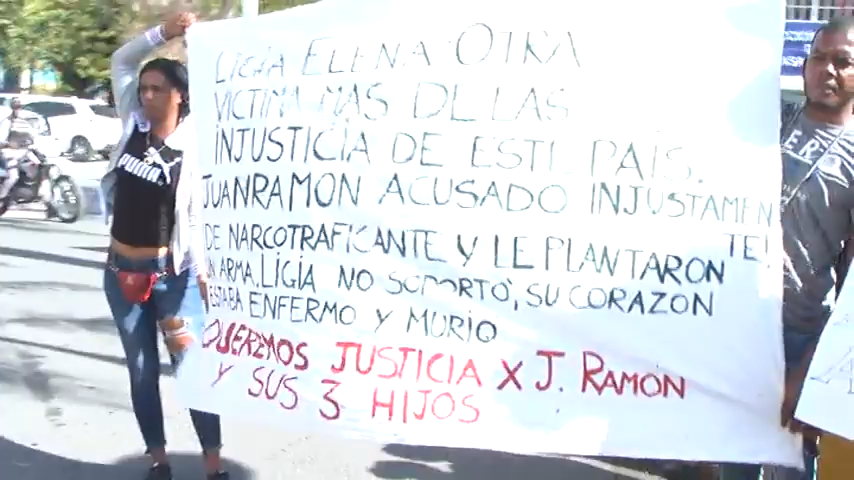 LIGIA ELENA OTRA
VICTIMA MAS DE LAS
INJUSTICIA DE ESTE PAÍS.
JUANRAMON ACUSADO INJUSTAMEN
TE!
DE NARCOTRAFICANTE Y LE PLANTARON
UN ARMA. LIGIA NO SOPORTO, SU CORAZON
ESTABA ENFERMO Y MURIO
QUEREMOS JUSTICIA X J. RAMON
Y SUS 3 HIJOS
PUMA